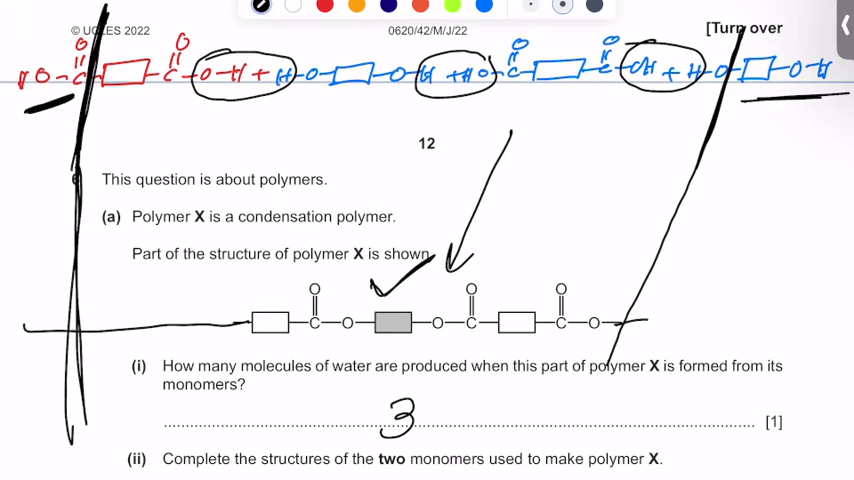 © UCLES 2022 0620/42/M/J/22 [Turn over
O O O O
H O-C-▭-C-O-H + H-O-▭-O-H + HO-C-▭-C-OH + H-O-▭-O-H
12
This question is about polymers.
(a) Polymer X is a condensation polymer.
Part of the structure of polymer X is shown.
O O O
C O O C C O
(i) How many molecules of water are produced when this part of polymer X is formed from its
monomers?
3
[1]
(ii) Complete the structures of the two monomers used to make polymer X.